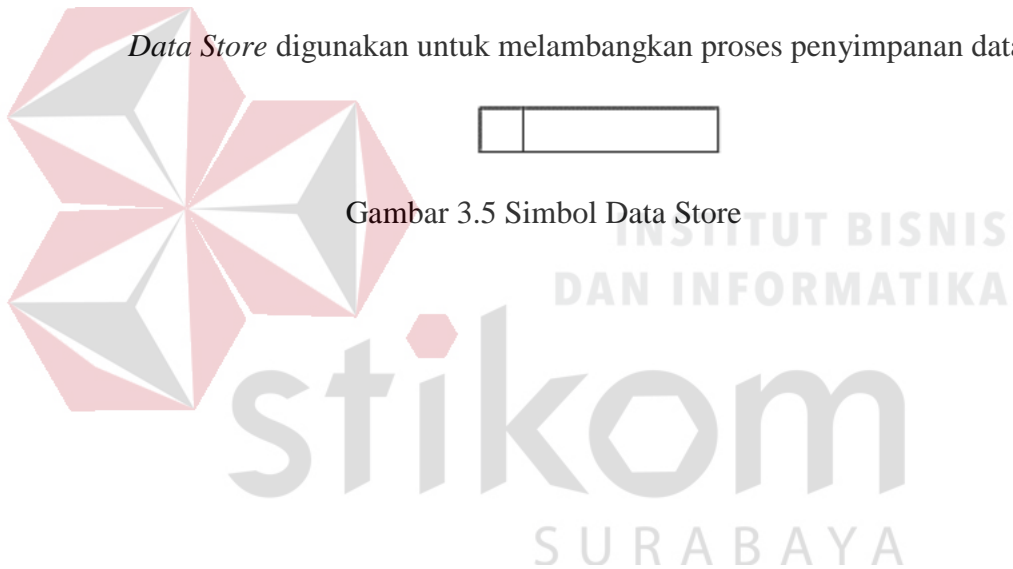 Data Store digunakan untuk melambangkan proses penyimpanan data
Gambar 3.5 Simbol Data Store
INSTITUT BISNIS
DAN INFORMATIKA
stikom
SURABAYA